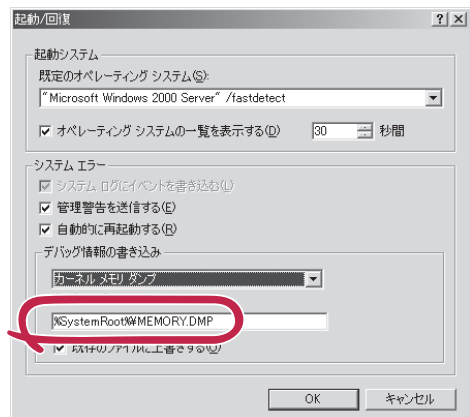 起動/回復
起動システム
既定のオペレーティング システム(S):
"Microsoft Windows 2000 Server" /fastdetect
オペレーティング システムの一覧を表示する(D) 30 秒間
システム エラー
システム ログにイベントを書き込む(L)
管理警告を送信する(E)
自動的に再起動する(R)
デバッグ情報の書き込み
カーネル メモリ ダンプ
%SystemRoot%¥MEMORY.DMP
既存のファイルに上書きする(O)
OK キャンセル